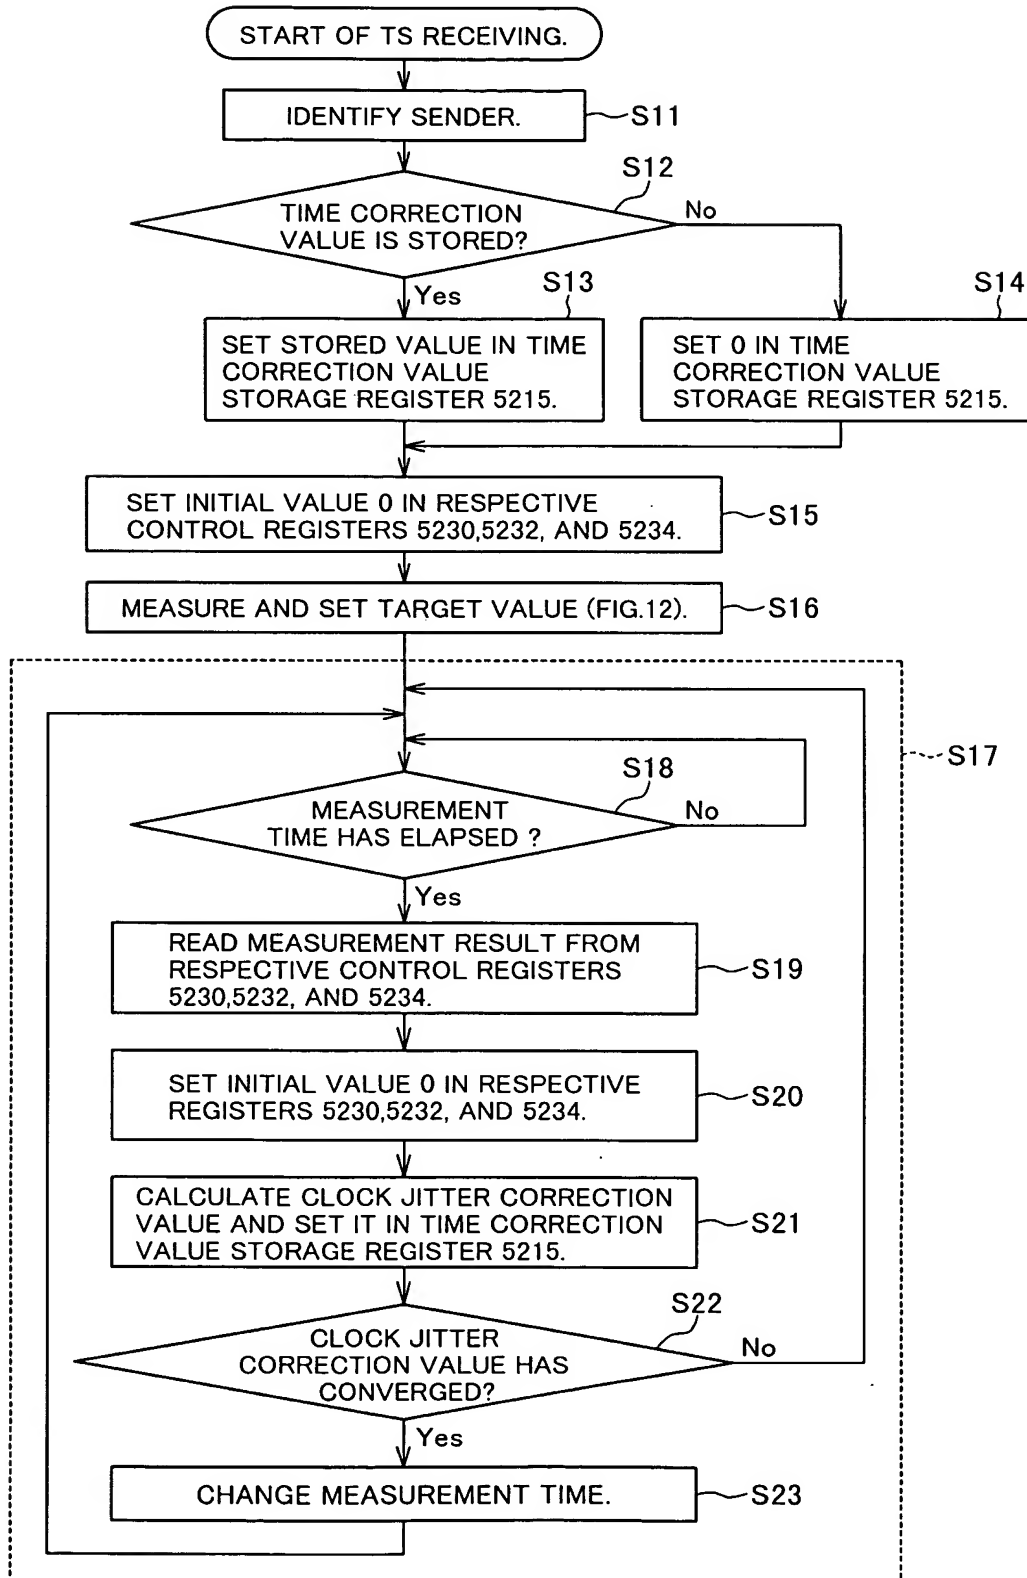 START OF TS RECEIVING.
IDENTIFY SENDER.
S11
S12
TIME CORRECTION
VALUE IS STORED?
No
Yes
S13
SET STORED VALUE IN TIME
CORRECTION VALUE
STORAGE REGISTER 5215.
S14
SET 0 IN TIME
CORRECTION VALUE
STORAGE REGISTER 5215.
SET INITIAL VALUE 0 IN RESPECTIVE
CONTROL REGISTERS 5230,5232, AND 5234.
S15
MEASURE AND SET TARGET VALUE (FIG.12).
S16
S17
S18
MEASUREMENT
TIME HAS ELAPSED ?
No
Yes
READ MEASUREMENT RESULT FROM
RESPECTIVE CONTROL REGISTERS
5230,5232, AND 5234.
S19
SET INITIAL VALUE 0 IN RESPECTIVE
REGISTERS 5230,5232, AND 5234.
S20
CALCULATE CLOCK JITTER CORRECTION
VALUE AND SET IT IN TIME CORRECTION
VALUE STORAGE REGISTER 5215.
S21
S22
CLOCK JITTER
CORRECTION VALUE HAS
CONVERGED?
No
Yes
CHANGE MEASUREMENT TIME.
S23